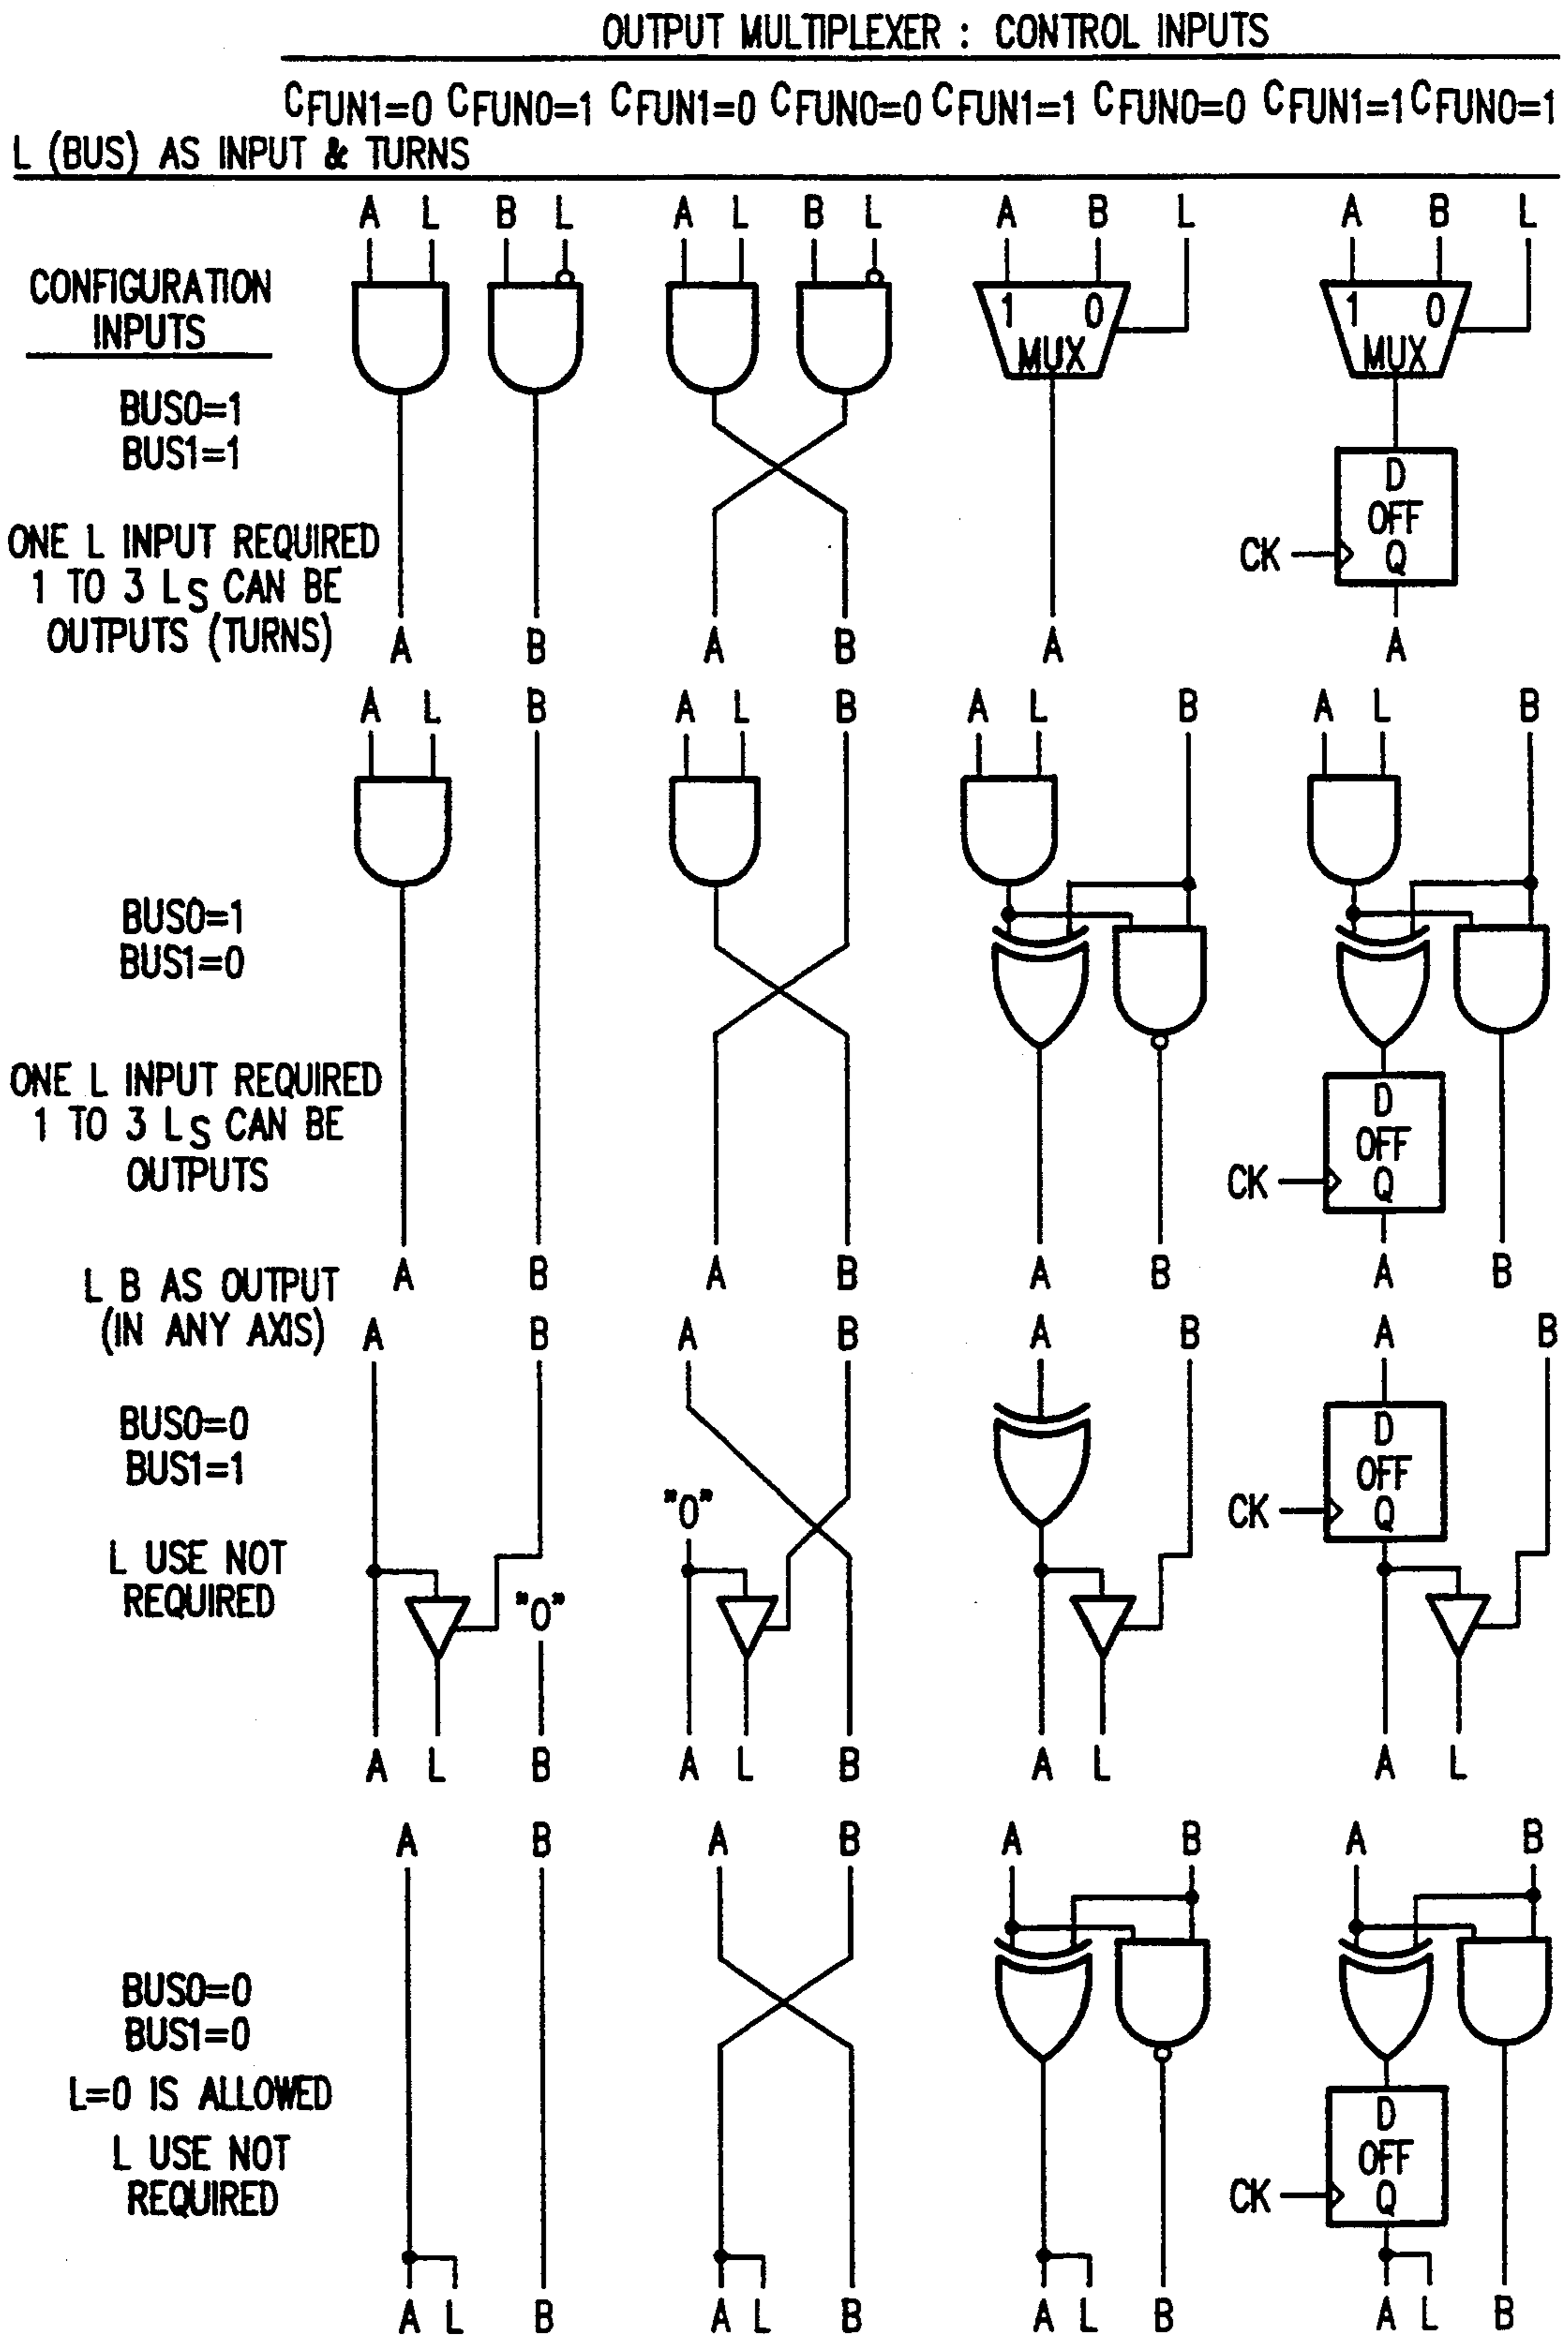 OUTPUT MULTIPLEXER : CONTROL INPUTS
CFUN1=0 CFUN0=1 CFUN1=0 CFUN0=0 CFUN1=1 CFUN0=0 CFUN1=1 CFUN0=1
L (BUS) AS INPUT & TURNS
A L B L A L B L A B L A B L
CONFIGURATION
INPUTS
1 0 MUX 1 0 MUX
BUS0=1
BUS1=1
D
OFF
CK Q
ONE L INPUT REQUIRED
1 TO 3 LS CAN BE
OUTPUTS (TURNS)
A B A B A A
A L B A L B A L B A L B
BUS0=1
BUS1=0
ONE L INPUT REQUIRED
1 TO 3 LS CAN BE
OUTPUTS
D
OFF
CK Q
A B A B A B A B
L B AS OUTPUT
(IN ANY AXIS)
A B A B A B A B
BUS0=0
BUS1=1
D
OFF
CK Q
"0"
L USE NOT
REQUIRED
"0"
A L B A L B A L A L
A B A B A B A B
BUS0=0
BUS1=0
L=0 IS ALLOWED
L USE NOT
REQUIRED
D
OFF
CK Q
A L B A L B A L B A L B